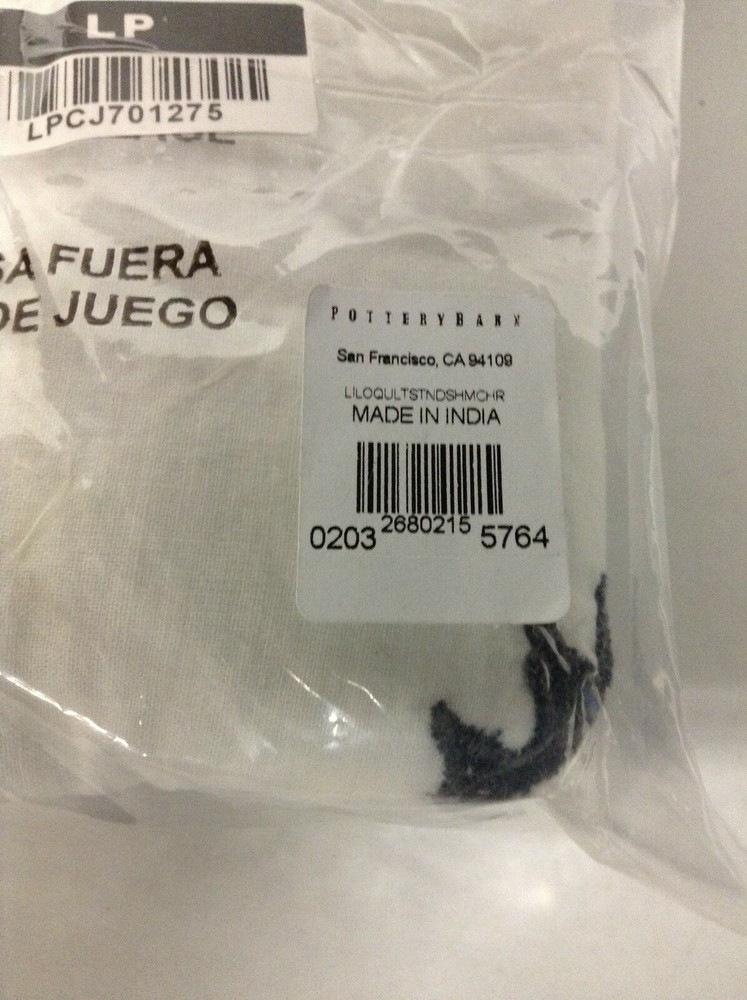 LP
LPCJ701275
SA FUERA
DE JUEGO
POTTERYBARN
San Francisco, CA 94109
LILOQULTSTNDSHMCHR
MADE IN INDIA
0203 2680215 5764